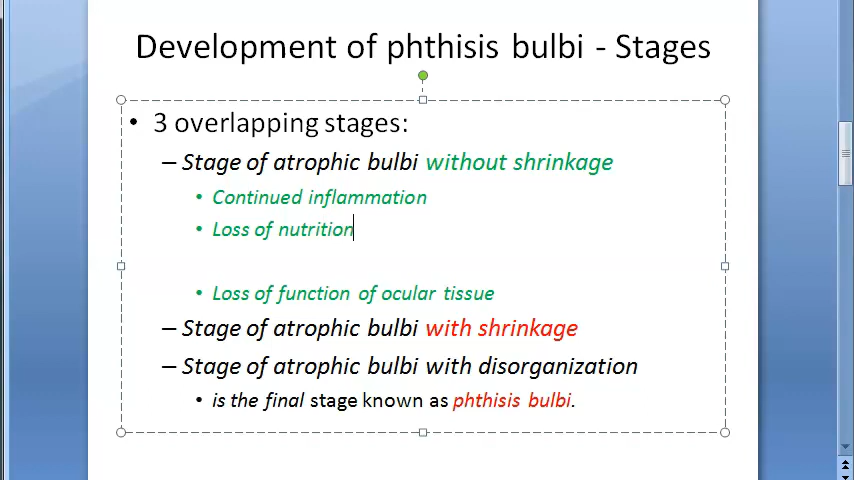 Development of phthisis bulbi - Stages
• 3 overlapping stages:
– Stage of atrophic bulbi without shrinkage
• Continued inflammation
• Loss of nutrition
• Loss of function of ocular tissue
– Stage of atrophic bulbi with shrinkage
– Stage of atrophic bulbi with disorganization
• is the final stage known as phthisis bulbi.